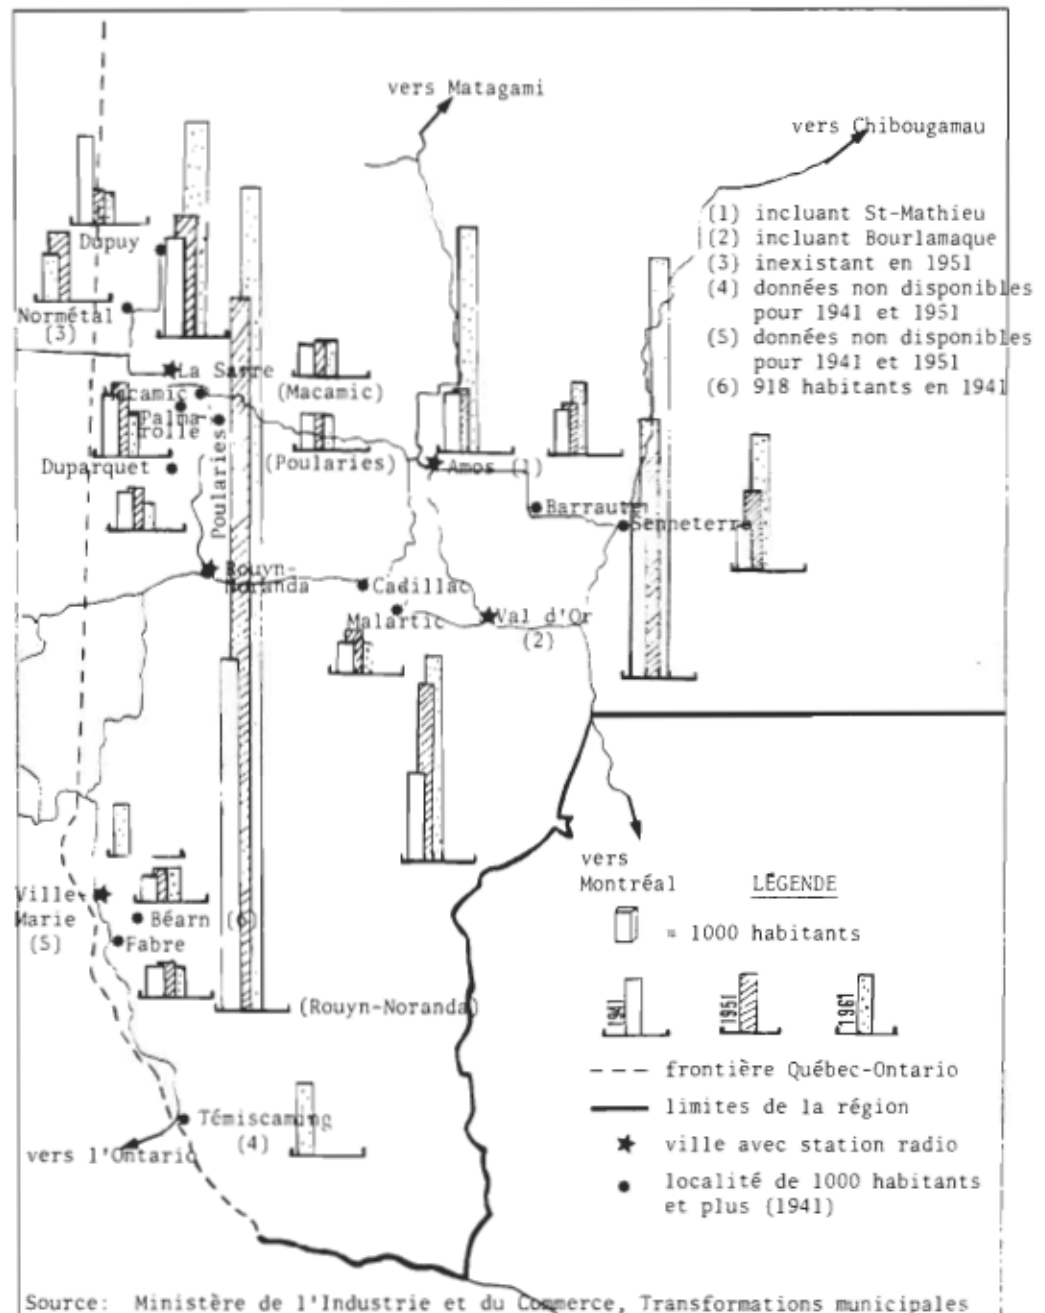 vers Matagami
vers Chibougamau
(1) incluant St-Mathieu
(2) incluant Bourlamaque
(3) inexistant en 1951
(4) données non disponibles
pour 1941 et 1951
(5) données non disponibles
pour 1941 et 1951
(6) 918 habitants en 1941
Dupuy
Normétal
(3)
La Sarre
(Macamic)
Macamic
Palma
rolle
Poularies
(Poularies)
Duparquet
Amos (1)
Barraute
Senneterre
Rouyn-
Noranda
Cadillac
Malartic
Val d'Or
(2)
vers
Montréal
LÉGENDE
= 1000 habitants
1941
1951
1961
Ville-
Marie
(5)
Béarn (6)
Fabre
(Rouyn-Noranda)
frontière Québec-Ontario
limites de la région
ville avec station radio
localité de 1000 habitants
et plus (1941)
Témiscaming
(4)
vers l'Ontario
Source: Ministère de l'Industrie et du Commerce, Transformations municipales